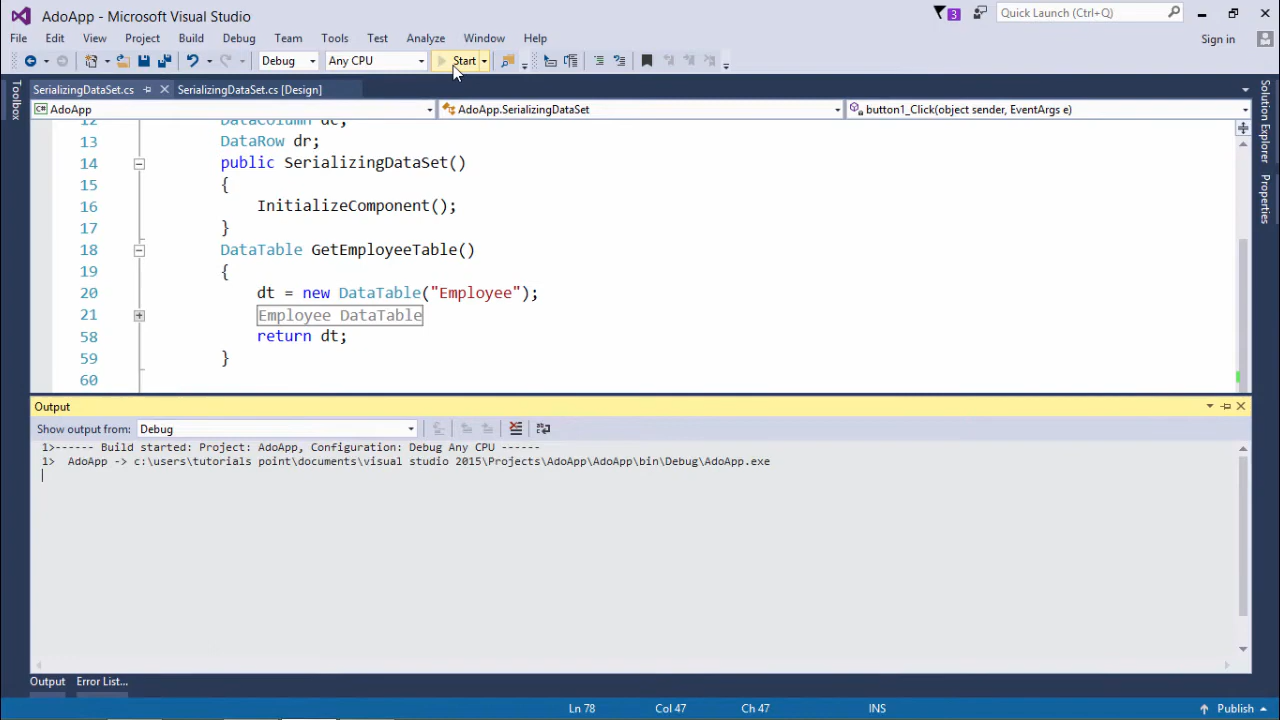 AdoApp - Microsoft Visual Studio
3
Quick Launch (Ctrl+Q)
File Edit View Project Build Debug Team Tools Test Analyze Window Help
Sign in
Debug Any CPU Start
SerializingDataSet.cs SerializingDataSet.cs [Design]
AdoApp AdoApp.SerializingDataSet button1_Click(object sender, EventArgs e)
Toolbox
Solution Explorer
Properties
12 DataColumn dc;
13 DataRow dr;
14 public SerializingDataSet()
15 {
16 InitializeComponent();
17 }
18 DataTable GetEmployeeTable()
19 {
20 dt = new DataTable("Employee");
21 Employee DataTable
58 return dt;
59 }
60
Output
Show output from: Debug
1>------ Build started: Project: AdoApp, Configuration: Debug Any CPU ------
1>  AdoApp -> c:\users\tutorials point\documents\visual studio 2015\Projects\AdoApp\AdoApp\bin\Debug\AdoApp.exe
Output Error List...
Ln 78 Col 47 Ch 47 INS Publish